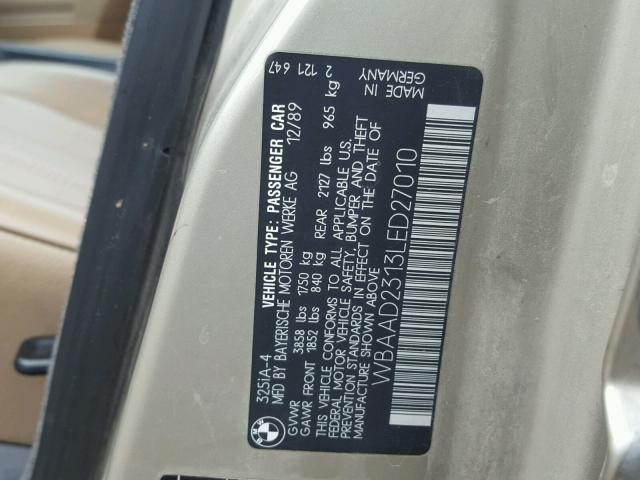 325iA-4
VEHICLE TYPE: PASSENGER CAR
MFD BY BAYERISCHE MOTOREN WERKE AG 12/89
GVWR 3858 lbs 1750 kg
GAWR FRONT 1852 lbs 840 kg REAR 2127 lbs 965 kg
THIS VEHICLE CONFORMS TO ALL APPLICABLE U.S.
FEDERAL MOTOR VEHICLE SAFETY, BUMPER AND THEFT
PREVENTION STANDARDS IN EFFECT ON THE DATE OF
MANUFACTURE SHOWN ABOVE
WBAAD2313LED27010
2 121 647
MADE IN
GERMANY
BMW